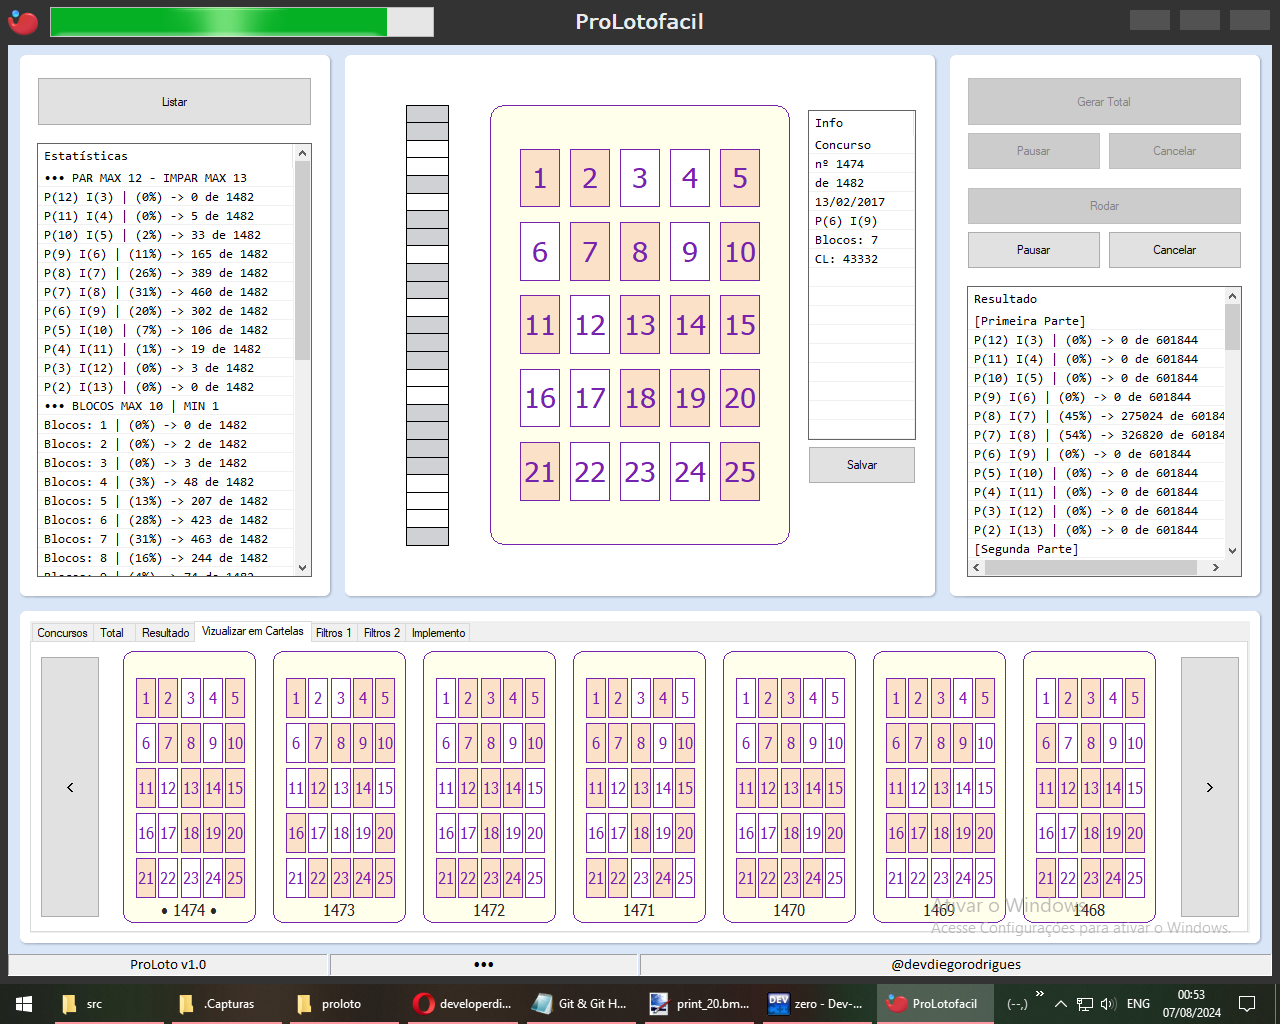 ProLotofacil
Listar
Estatísticas
••• PAR MAX 12 - IMPAR MAX 13
P(12) I(3) | (0%) -> 0 de 1482
P(11) I(4) | (0%) -> 5 de 1482
P(10) I(5) | (2%) -> 33 de 1482
P(9) I(6) | (11%) -> 165 de 1482
P(8) I(7) | (26%) -> 389 de 1482
P(7) I(8) | (31%) -> 460 de 1482
P(6) I(9) | (20%) -> 302 de 1482
P(5) I(10) | (7%) -> 106 de 1482
P(4) I(11) | (1%) -> 19 de 1482
P(3) I(12) | (0%) -> 3 de 1482
P(2) I(13) | (0%) -> 0 de 1482
••• BLOCOS MAX 10 | MIN 1
Blocos: 1 | (0%) -> 0 de 1482
Blocos: 2 | (0%) -> 2 de 1482
Blocos: 3 | (0%) -> 3 de 1482
Blocos: 4 | (3%) -> 48 de 1482
Blocos: 5 | (13%) -> 207 de 1482
Blocos: 6 | (28%) -> 423 de 1482
Blocos: 7 | (31%) -> 463 de 1482
Blocos: 8 | (16%) -> 244 de 1482
Blocos: 9 | (4%) -> 74 de 1482
1 2 3 4 5
6 7 8 9 10
11 12 13 14 15
16 17 18 19 20
21 22 23 24 25
Info
Concurso
nº 1474
de 1482
13/02/2017
P(6) I(9)
Blocos: 7
CL: 43332
Salvar
Gerar Total
Pausar Cancelar
Rodar
Pausar Cancelar
Resultado
[Primeira Parte]
P(12) I(3) | (0%) -> 0 de 601844
P(11) I(4) | (0%) -> 0 de 601844
P(10) I(5) | (0%) -> 0 de 601844
P(9) I(6) | (0%) -> 0 de 601844
P(8) I(7) | (45%) -> 275024 de 60184
P(7) I(8) | (54%) -> 326820 de 60184
P(6) I(9) | (0%) -> 0 de 601844
P(5) I(10) | (0%) -> 0 de 601844
P(4) I(11) | (0%) -> 0 de 601844
P(3) I(12) | (0%) -> 0 de 601844
P(2) I(13) | (0%) -> 0 de 601844
[Segunda Parte]
Concursos Total Resultado Vizualizar em Cartelas Filtros 1 Filtros 2 Implemento
<
1 2 3 4 5
6 7 8 9 10
11 12 13 14 15
16 17 18 19 20
21 22 23 24 25
• 1474 •
1 2 3 4 5
6 7 8 9 10
11 12 13 14 15
16 17 18 19 20
21 22 23 24 25
1473
1 2 3 4 5
6 7 8 9 10
11 12 13 14 15
16 17 18 19 20
21 22 23 24 25
1472
1 2 3 4 5
6 7 8 9 10
11 12 13 14 15
16 17 18 19 20
21 22 23 24 25
1471
1 2 3 4 5
6 7 8 9 10
11 12 13 14 15
16 17 18 19 20
21 22 23 24 25
1470
1 2 3 4 5
6 7 8 9 10
11 12 13 14 15
16 17 18 19 20
21 22 23 24 25
1469
1 2 3 4 5
6 7 8 9 10
11 12 13 14 15
16 17 18 19 20
21 22 23 24 25
1468
>
Ativar o Windows
Acesse Configurações para ativar o Windows.
ProLoto v1.0
•••
@devdiegorodrigues
src
.Capturas
proloto
developerdi...
Git & Git H...
print_20.bm...
DEV
zero - Dev-...
ProLotofacil
(--,)
»
ENG
00:53
07/08/2024